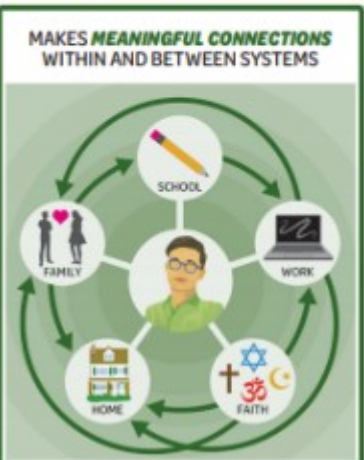 MAKES MEANINGFUL CONNECTIONS
WITHIN AND BETWEEN SYSTEMS
SCHOOL
FAMILY
WORK
HOME
FAITH